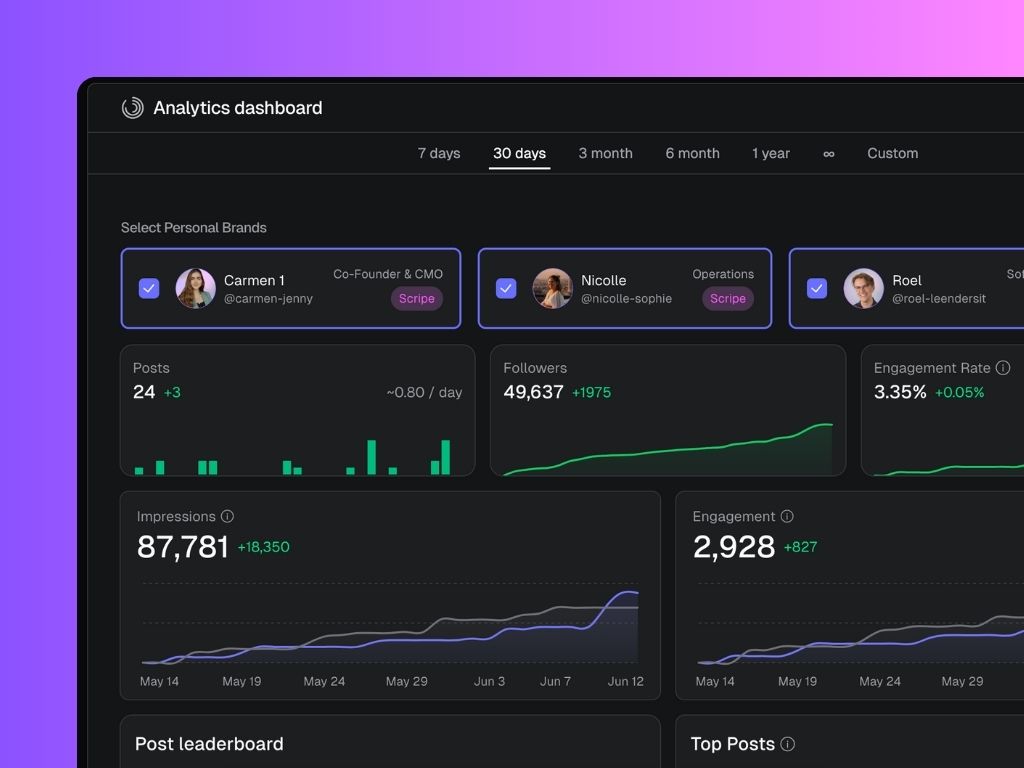 Analytics dashboard
7 days 30 days 3 month 6 month 1 year ∞ Custom
Select Personal Brands
Carmen 1 Co-Founder & CMO
@carmen-jenny Scripe
Nicolle Operations
@nicolle-sophie Scripe
Roel
@roel-leendersit
Posts
24 +3 ~0.80 / day
Followers
49,637 +1975
Engagement Rate
3.35% +0.05%
Impressions
87,781 +18,350
May 14 May 19 May 24 May 29 Jun 3 Jun 7 Jun 12
Engagement
2,928 +827
May 14 May 19 May 24 May 29
Post leaderboard
Top Posts